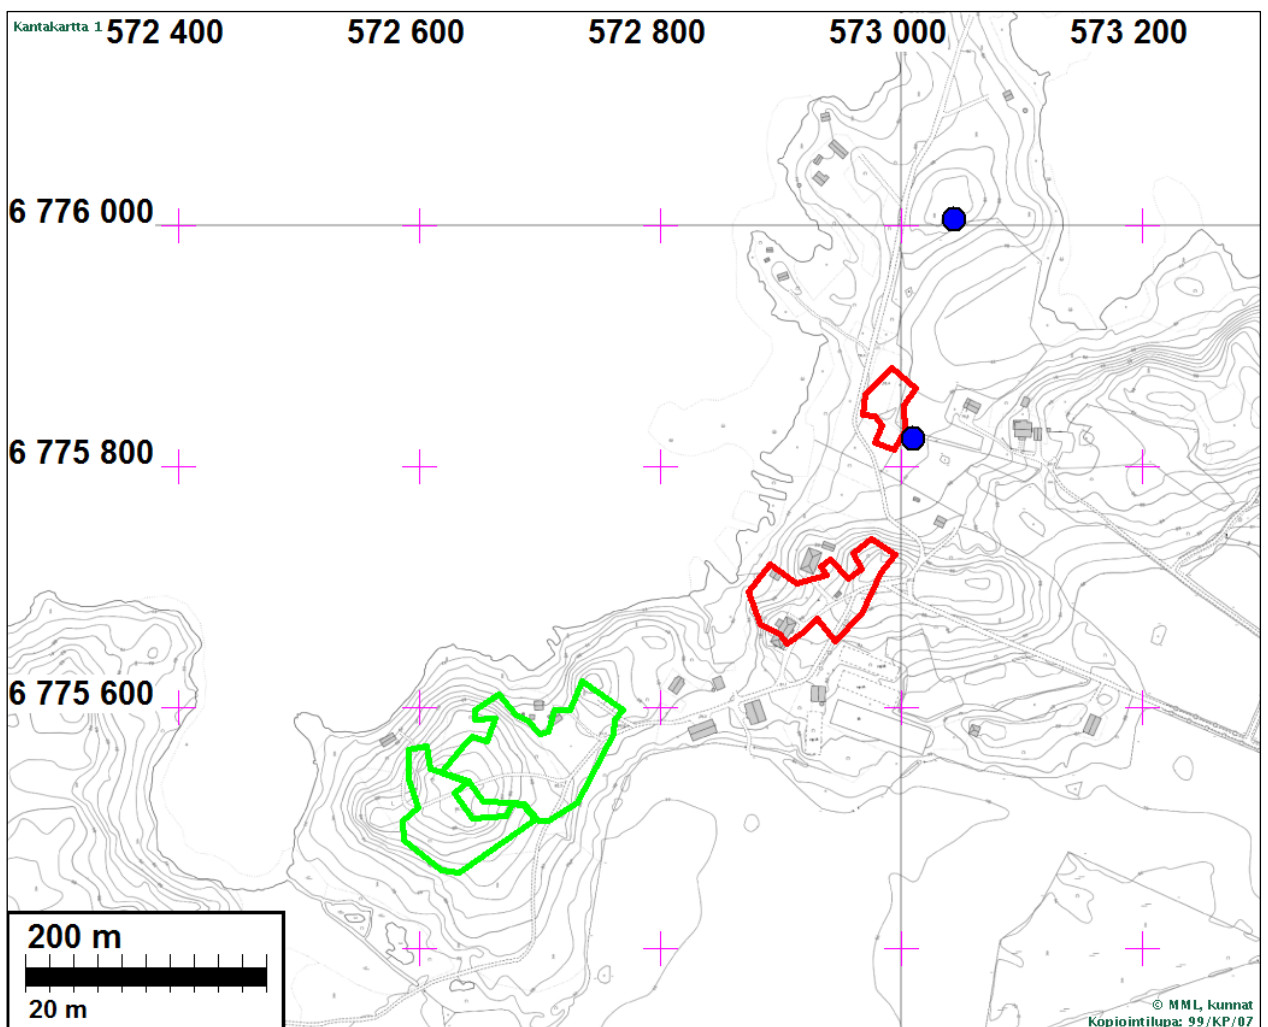 Kantakartta 1
572 400 572 600 572 800 573 000 573 200
6 776 000
6 775 800
6 775 600
200 m
20 m
© MML, kunnat
Kopiointilupa: 99/KP/07